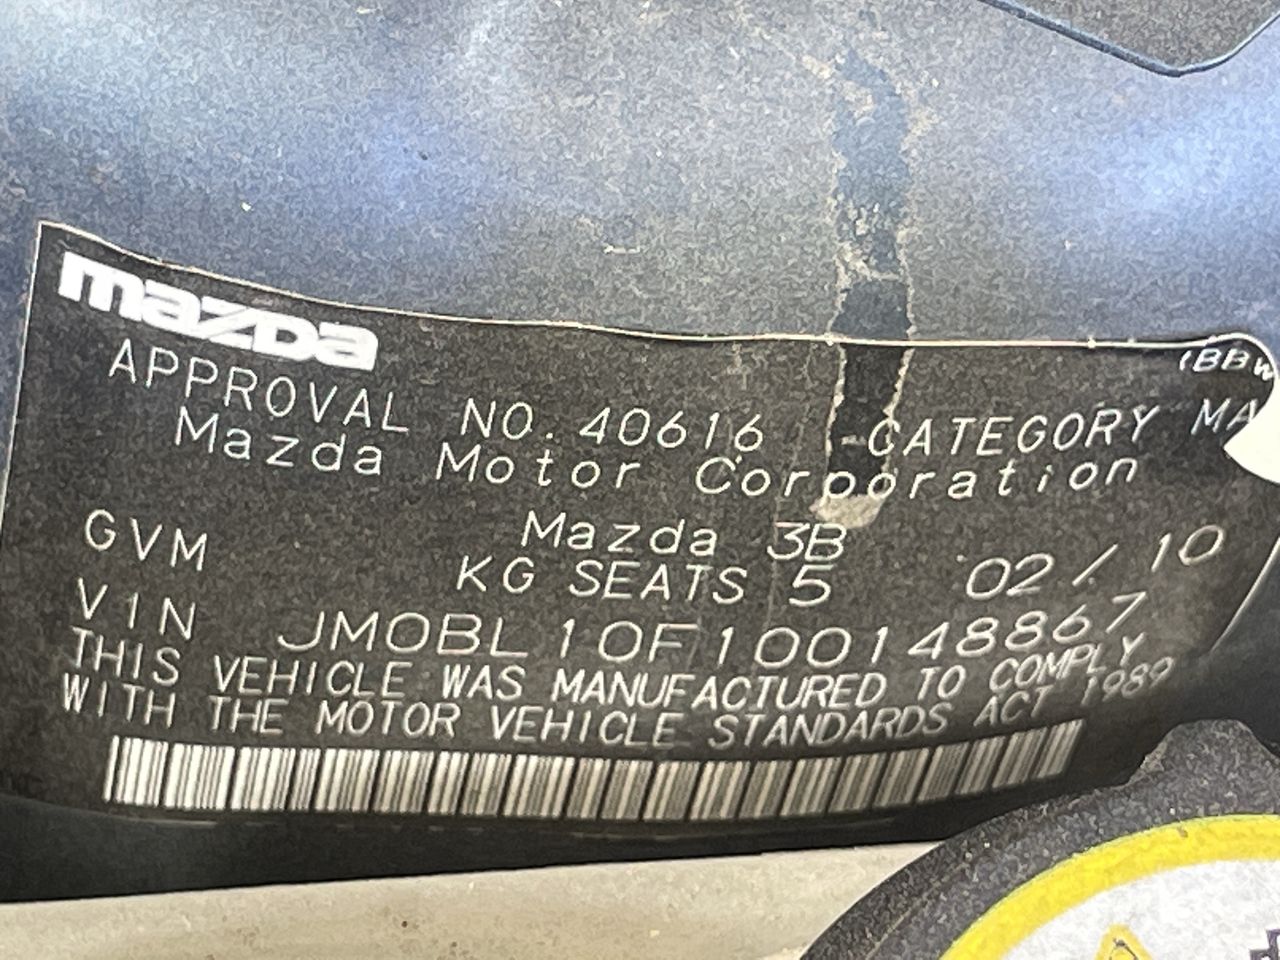 mazda
APPROVAL NO. 40616 CATEGORY MA
Mazda Motor Corporation
Mazda 3B
GVM KG SEATS 5 02/10
VIN JM0BL10F100148867
THIS VEHICLE WAS MANUFACTURED TO COMPLY
WITH THE MOTOR VEHICLE STANDARDS ACT 1989